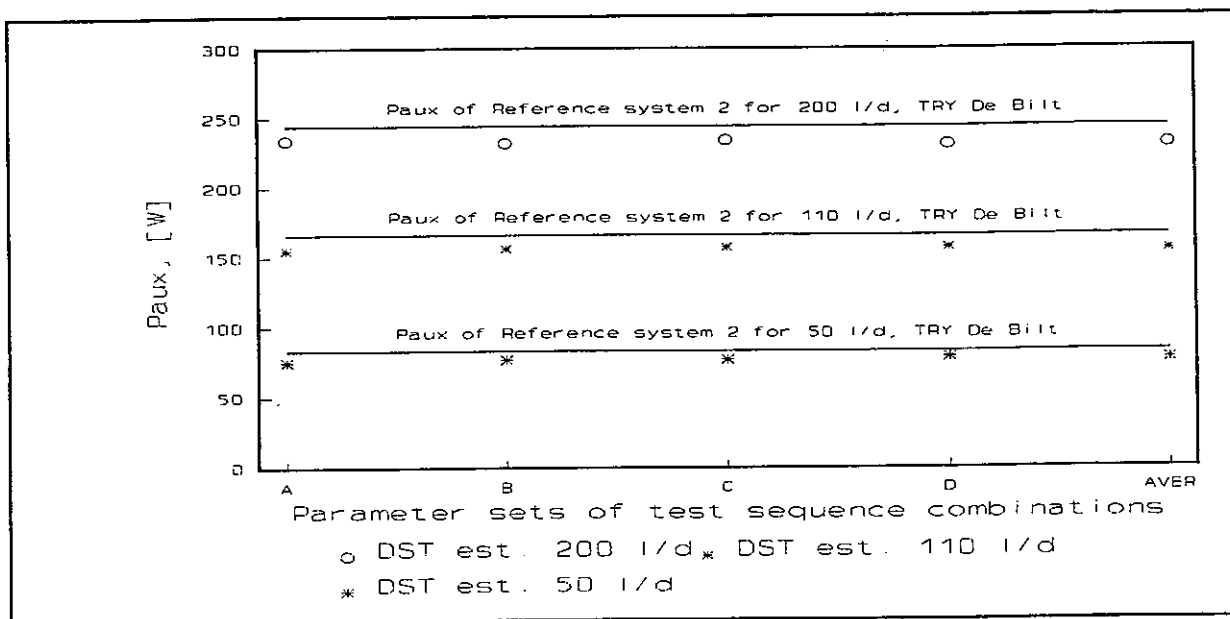 300
Paux of Reference system 2 for 200 l/d, TRY De Bilt
250
200
Paux of Reference system 2 for 110 l/d, TRY De Bilt
150
100
Paux of Reference system 2 for 50 l/d, TRY De Bilt
50
0
Paux, [W]
A B C D AVER
Parameter sets of test sequence combinations
o DST est. 200 l/d * DST est. 110 l/d
* DST est. 50 l/d